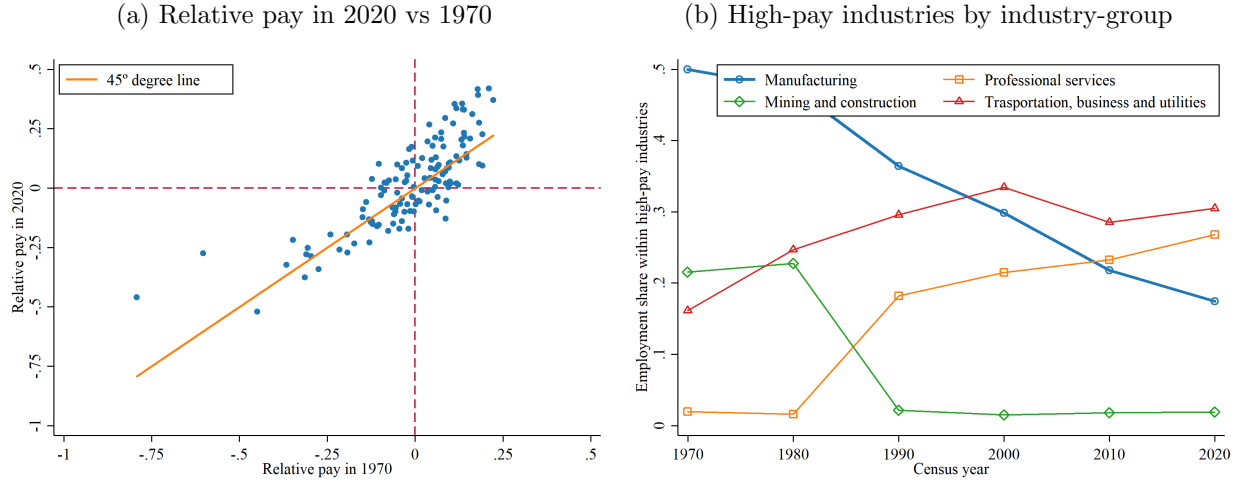 (a) Relative pay in 2020 vs 1970
45º degree line
Relative pay in 2020
.5
.25
0
-.25
-.5
-.75
-1
-1
-.75
-.5
-.25
0
.25
.5
Relative pay in 1970
(b) High-pay industries by industry-group
Manufacturing
Professional services
Mining and construction
Trasportation, business and utilities
Employment share within high-pay industries
.5
.4
.3
.2
.1
0
1970
1980
1990
2000
2010
2020
Census year